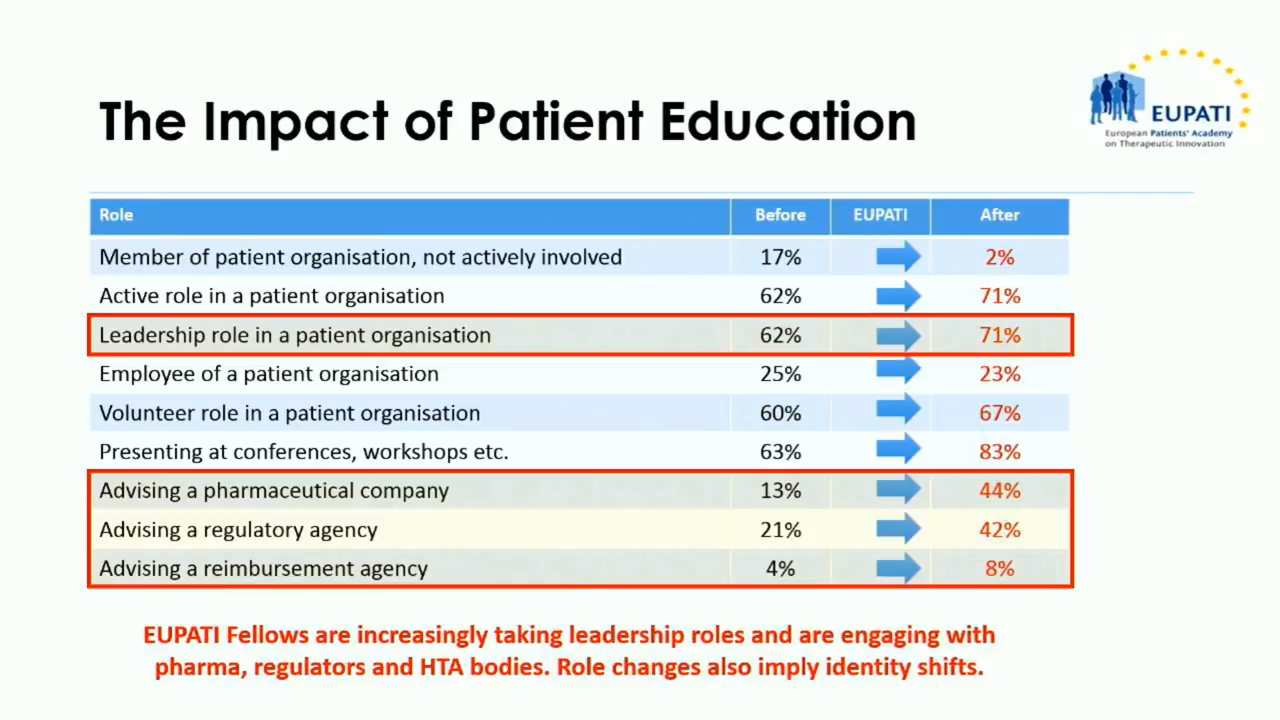 The Impact of Patient Education
EUPATI
European Patients' Academy
on Therapeutic Innovation
Role Before EUPATI After
Member of patient organisation, not actively involved 17% 2%
Active role in a patient organisation 62% 71%
Leadership role in a patient organisation 62% 71%
Employee of a patient organisation 25% 23%
Volunteer role in a patient organisation 60% 67%
Presenting at conferences, workshops etc. 63% 83%
Advising a pharmaceutical company 13% 44%
Advising a regulatory agency 21% 42%
Advising a reimbursement agency 4% 8%
EUPATI Fellows are increasingly taking leadership roles and are engaging with
pharma, regulators and HTA bodies. Role changes also imply identity shifts.